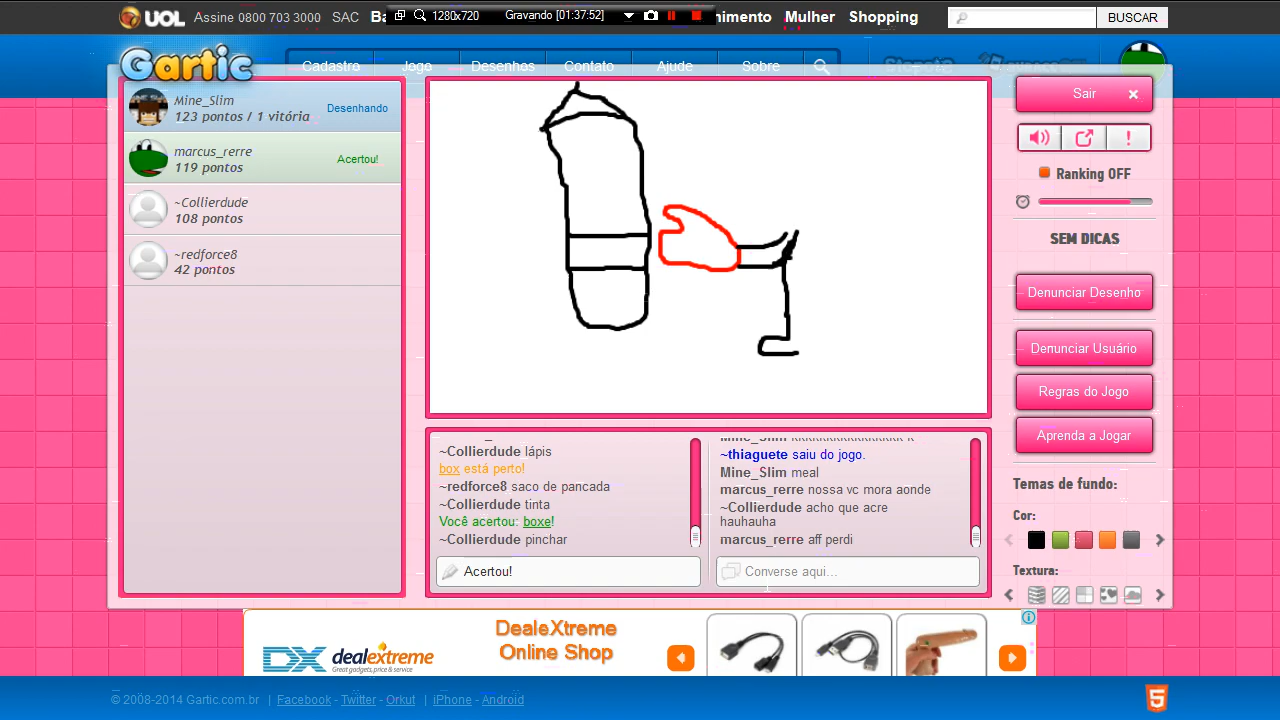 UOL Assine 0800 703 3000 SAC Ba
1280x720 Gravando [01:37:52]
himento Mulher Shopping BUSCAR
Gartic
Cadastro Jogo Desenhos Contato Ajuda Sobre
Mine_Slim
123 pontos / 1 vitória
Desenhando
marcus_rerre
119 pontos
Acertou!
~Collierdude
108 pontos
~redforce8
42 pontos
Sair ×
!
Ranking OFF
SEM DICAS
Denunciar Desenho
Denunciar Usuário
Regras do Jogo
Aprenda a Jogar
Temas de fundo:
Cor:
Textura:
~Collierdude lápis
box está perto!
~redforce8 saco de pancada
~Collierdude tinta
Você acertou: boxe!
~Collierdude pinchar
Acertou!
~thiaguete saiu do jogo.
Mine_Slim meal
marcus_rerre nossa vc mora aonde
~Collierdude acho que acre
hauhauha
marcus_rerre aff perdi
Converse aqui...
DX dealextreme
Great gadgets, price & service
DealeXtreme
Online Shop
© 2008-2014 Gartic.com.br | Facebook - Twitter - Orkut | iPhone - Android
5